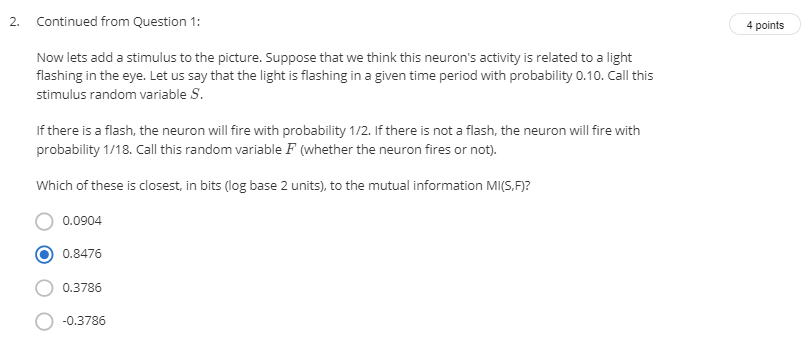 2. Continued from Question 1:
4 points
Now lets add a stimulus to the picture. Suppose that we think this neuron's activity is related to a light
flashing in the eye. Let us say that the light is flashing in a given time period with probability 0.10. Call this
stimulus random variable S.
If there is a flash, the neuron will fire with probability 1/2. If there is not a flash, the neuron will fire with
probability 1/18. Call this random variable F (whether the neuron fires or not).
Which of these is closest, in bits (log base 2 units), to the mutual information MI(S,F)?
0.0904
0.8476
0.3786
-0.3786